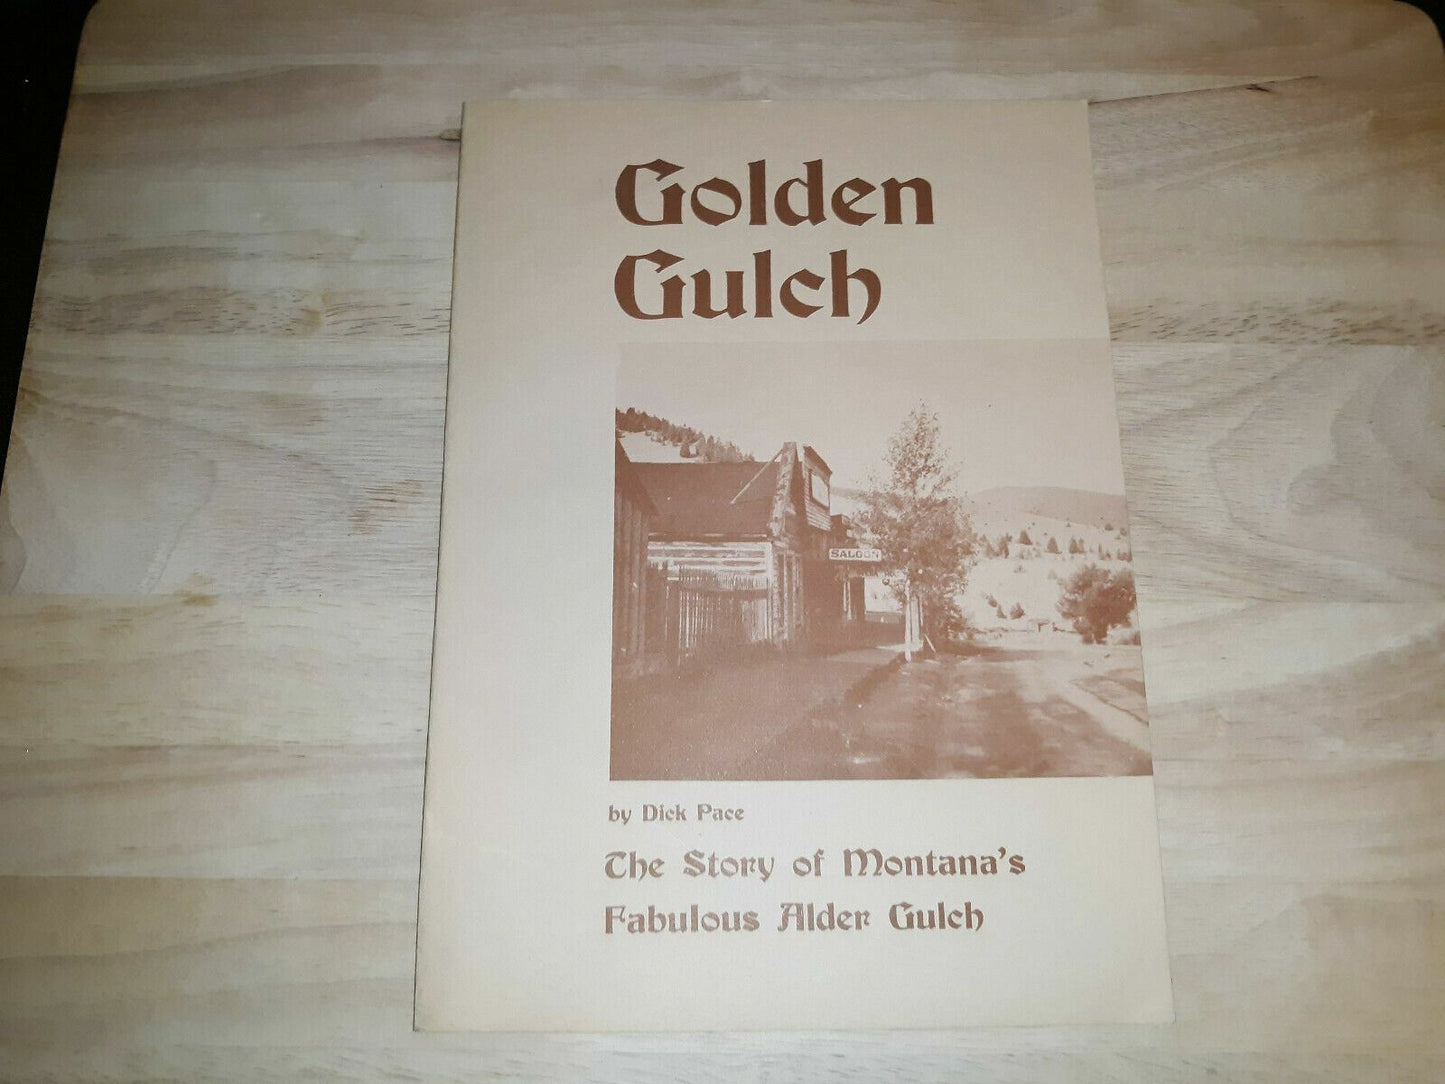 Golden
Gulch
SALOON
by Dick Pace
The Story of Montana's
Fabulous Alder Gulch